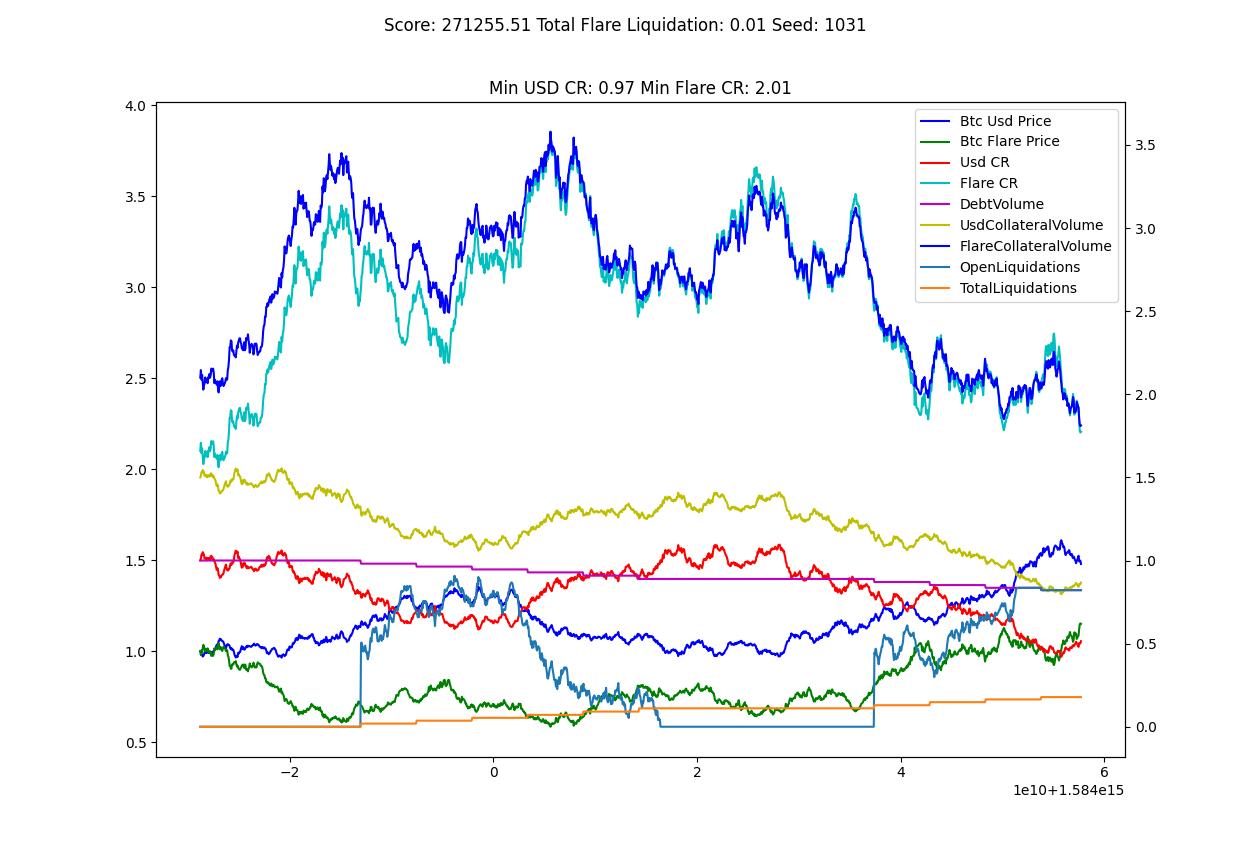 Score: 271255.51 Total Flare Liquidation: 0.01 Seed: 1031
Min USD CR: 0.97 Min Flare CR: 2.01
4.0
3.5
3.0
2.5
2.0
1.5
1.0
0.5
Btc Usd Price
Btc Flare Price
Usd CR
Flare CR
DebtVolume
UsdCollateralVolume
FlareCollateralVolume
OpenLiquidations
TotalLiquidations
3.5
3.0
2.5
2.0
1.5
1.0
0.5
0.0
−2 0 2 4 6
1e10+1.584e15